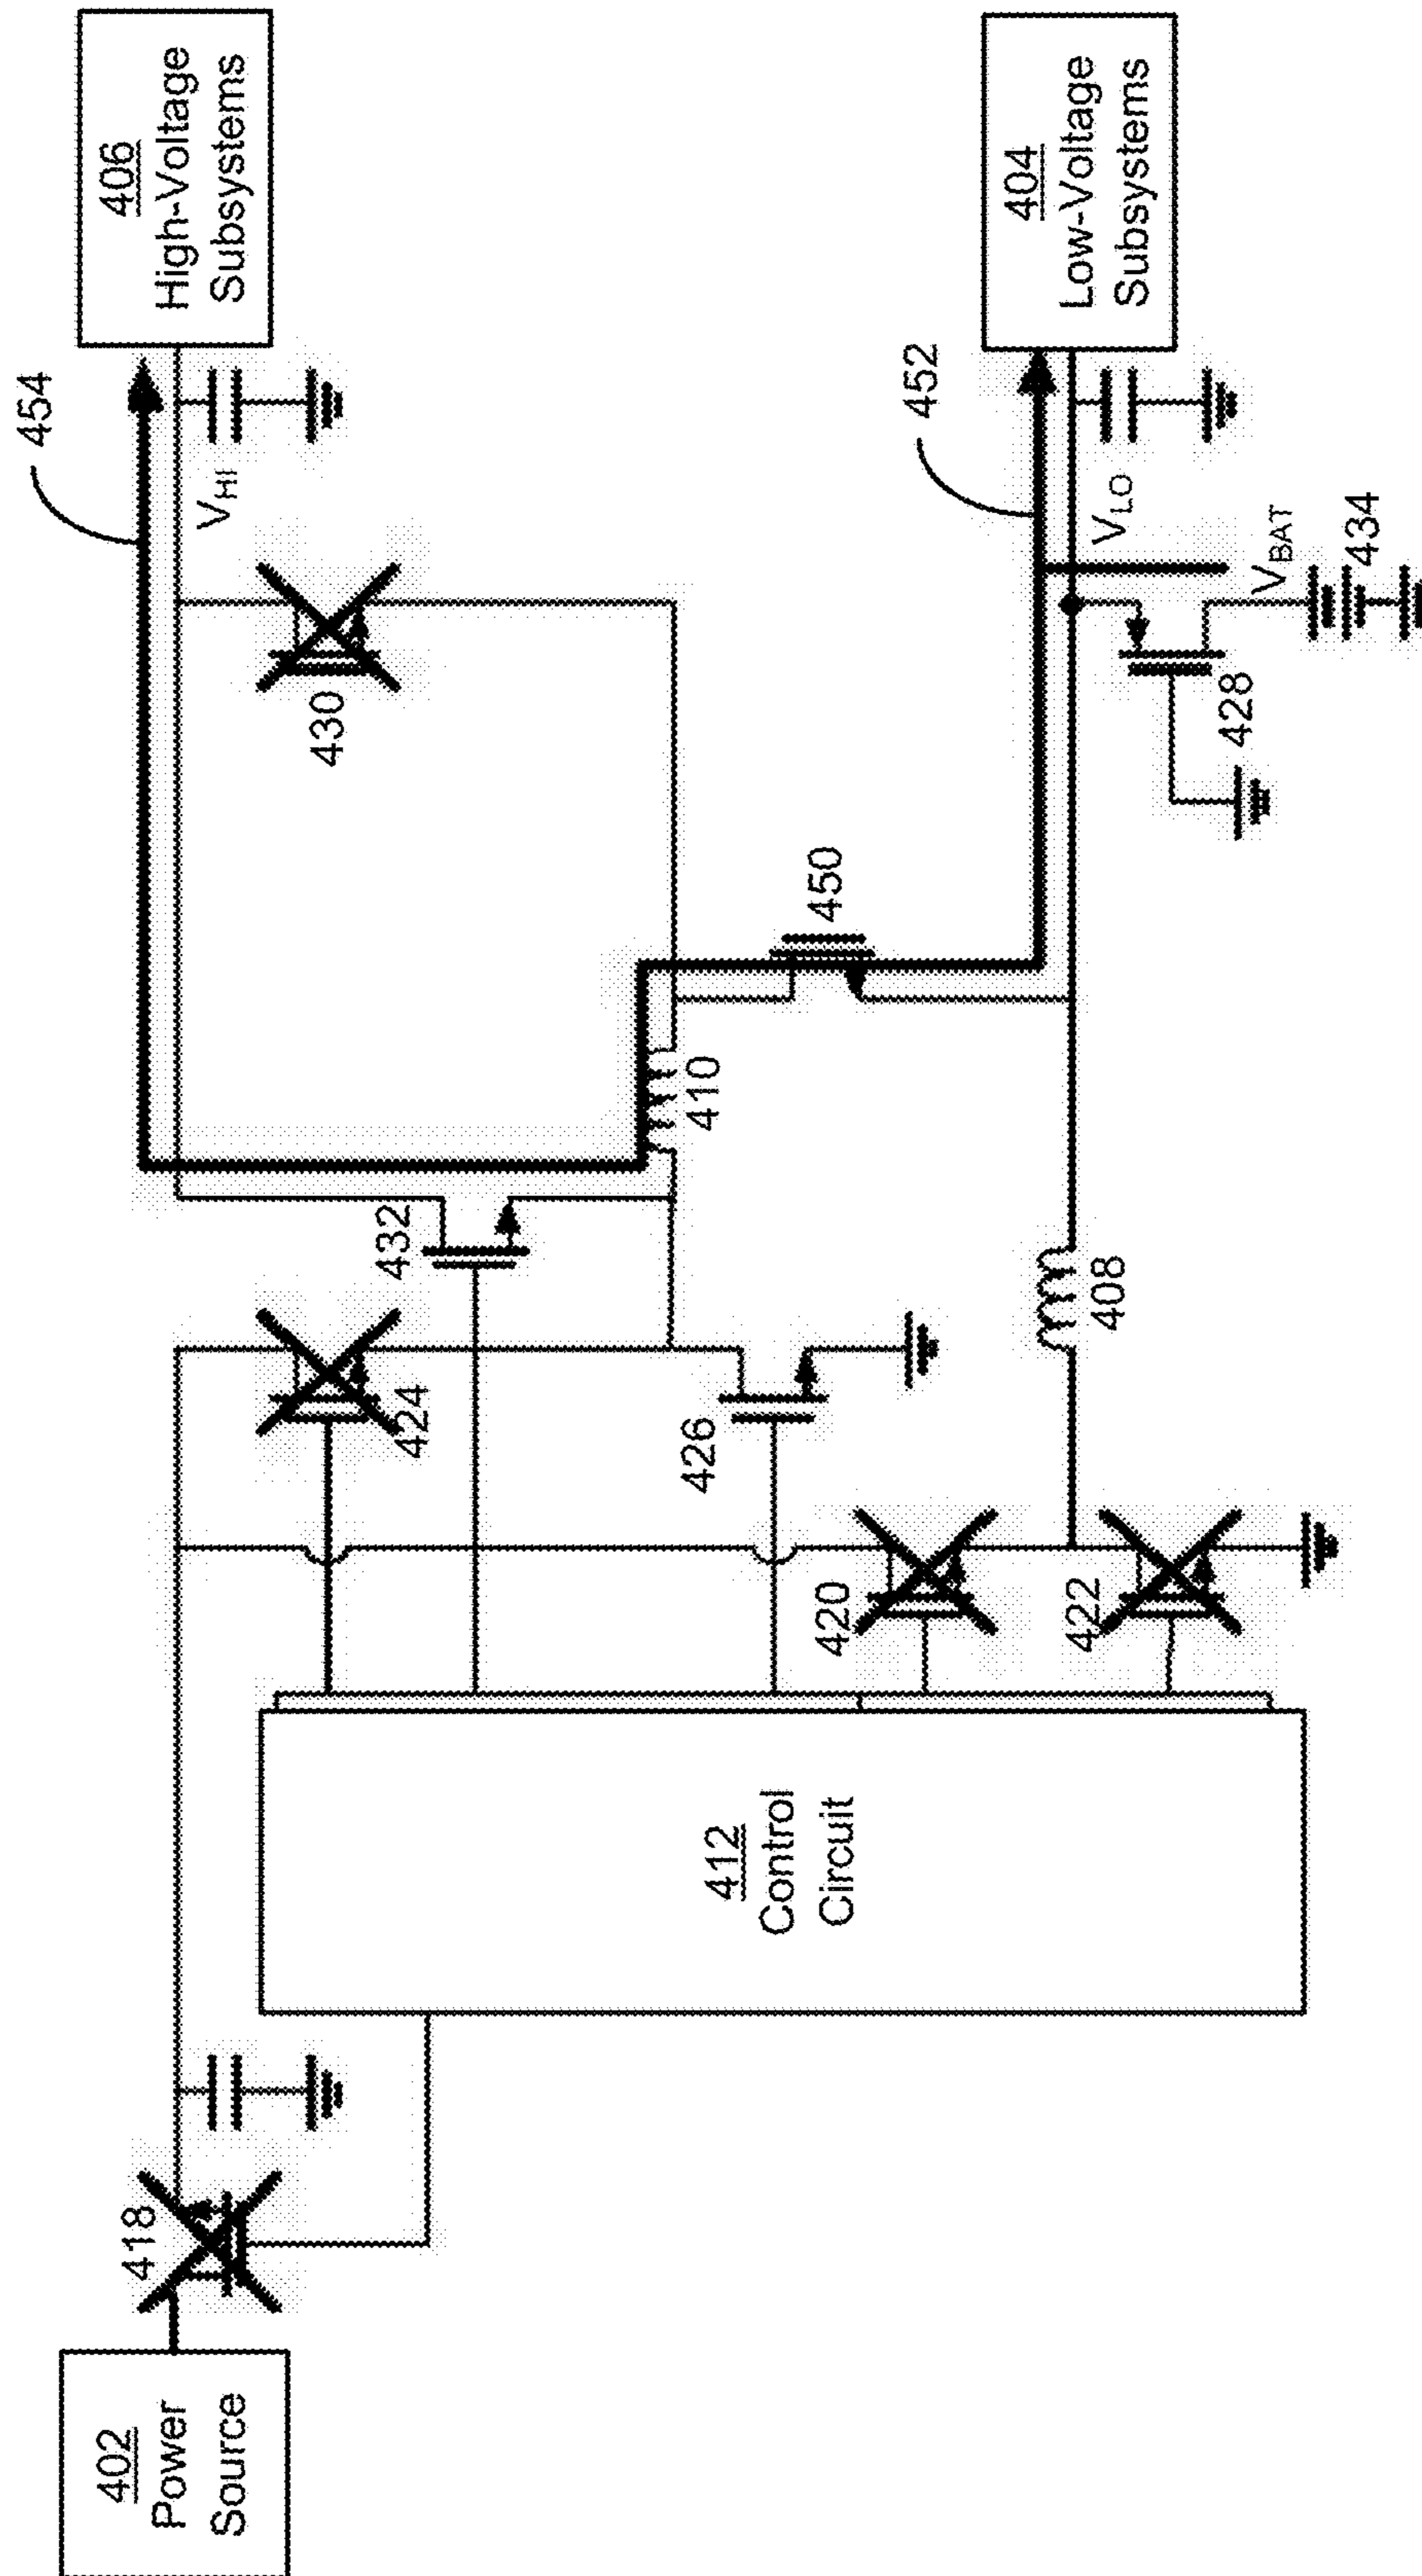 402
Power
Source
418
412
Control
Circuit
424
432
426
420
422
408
410
450
430
454
V_HI
406
High-Voltage
Subsystems
452
V_LO
V_BAT
428
434
404
Low-Voltage
Subsystems